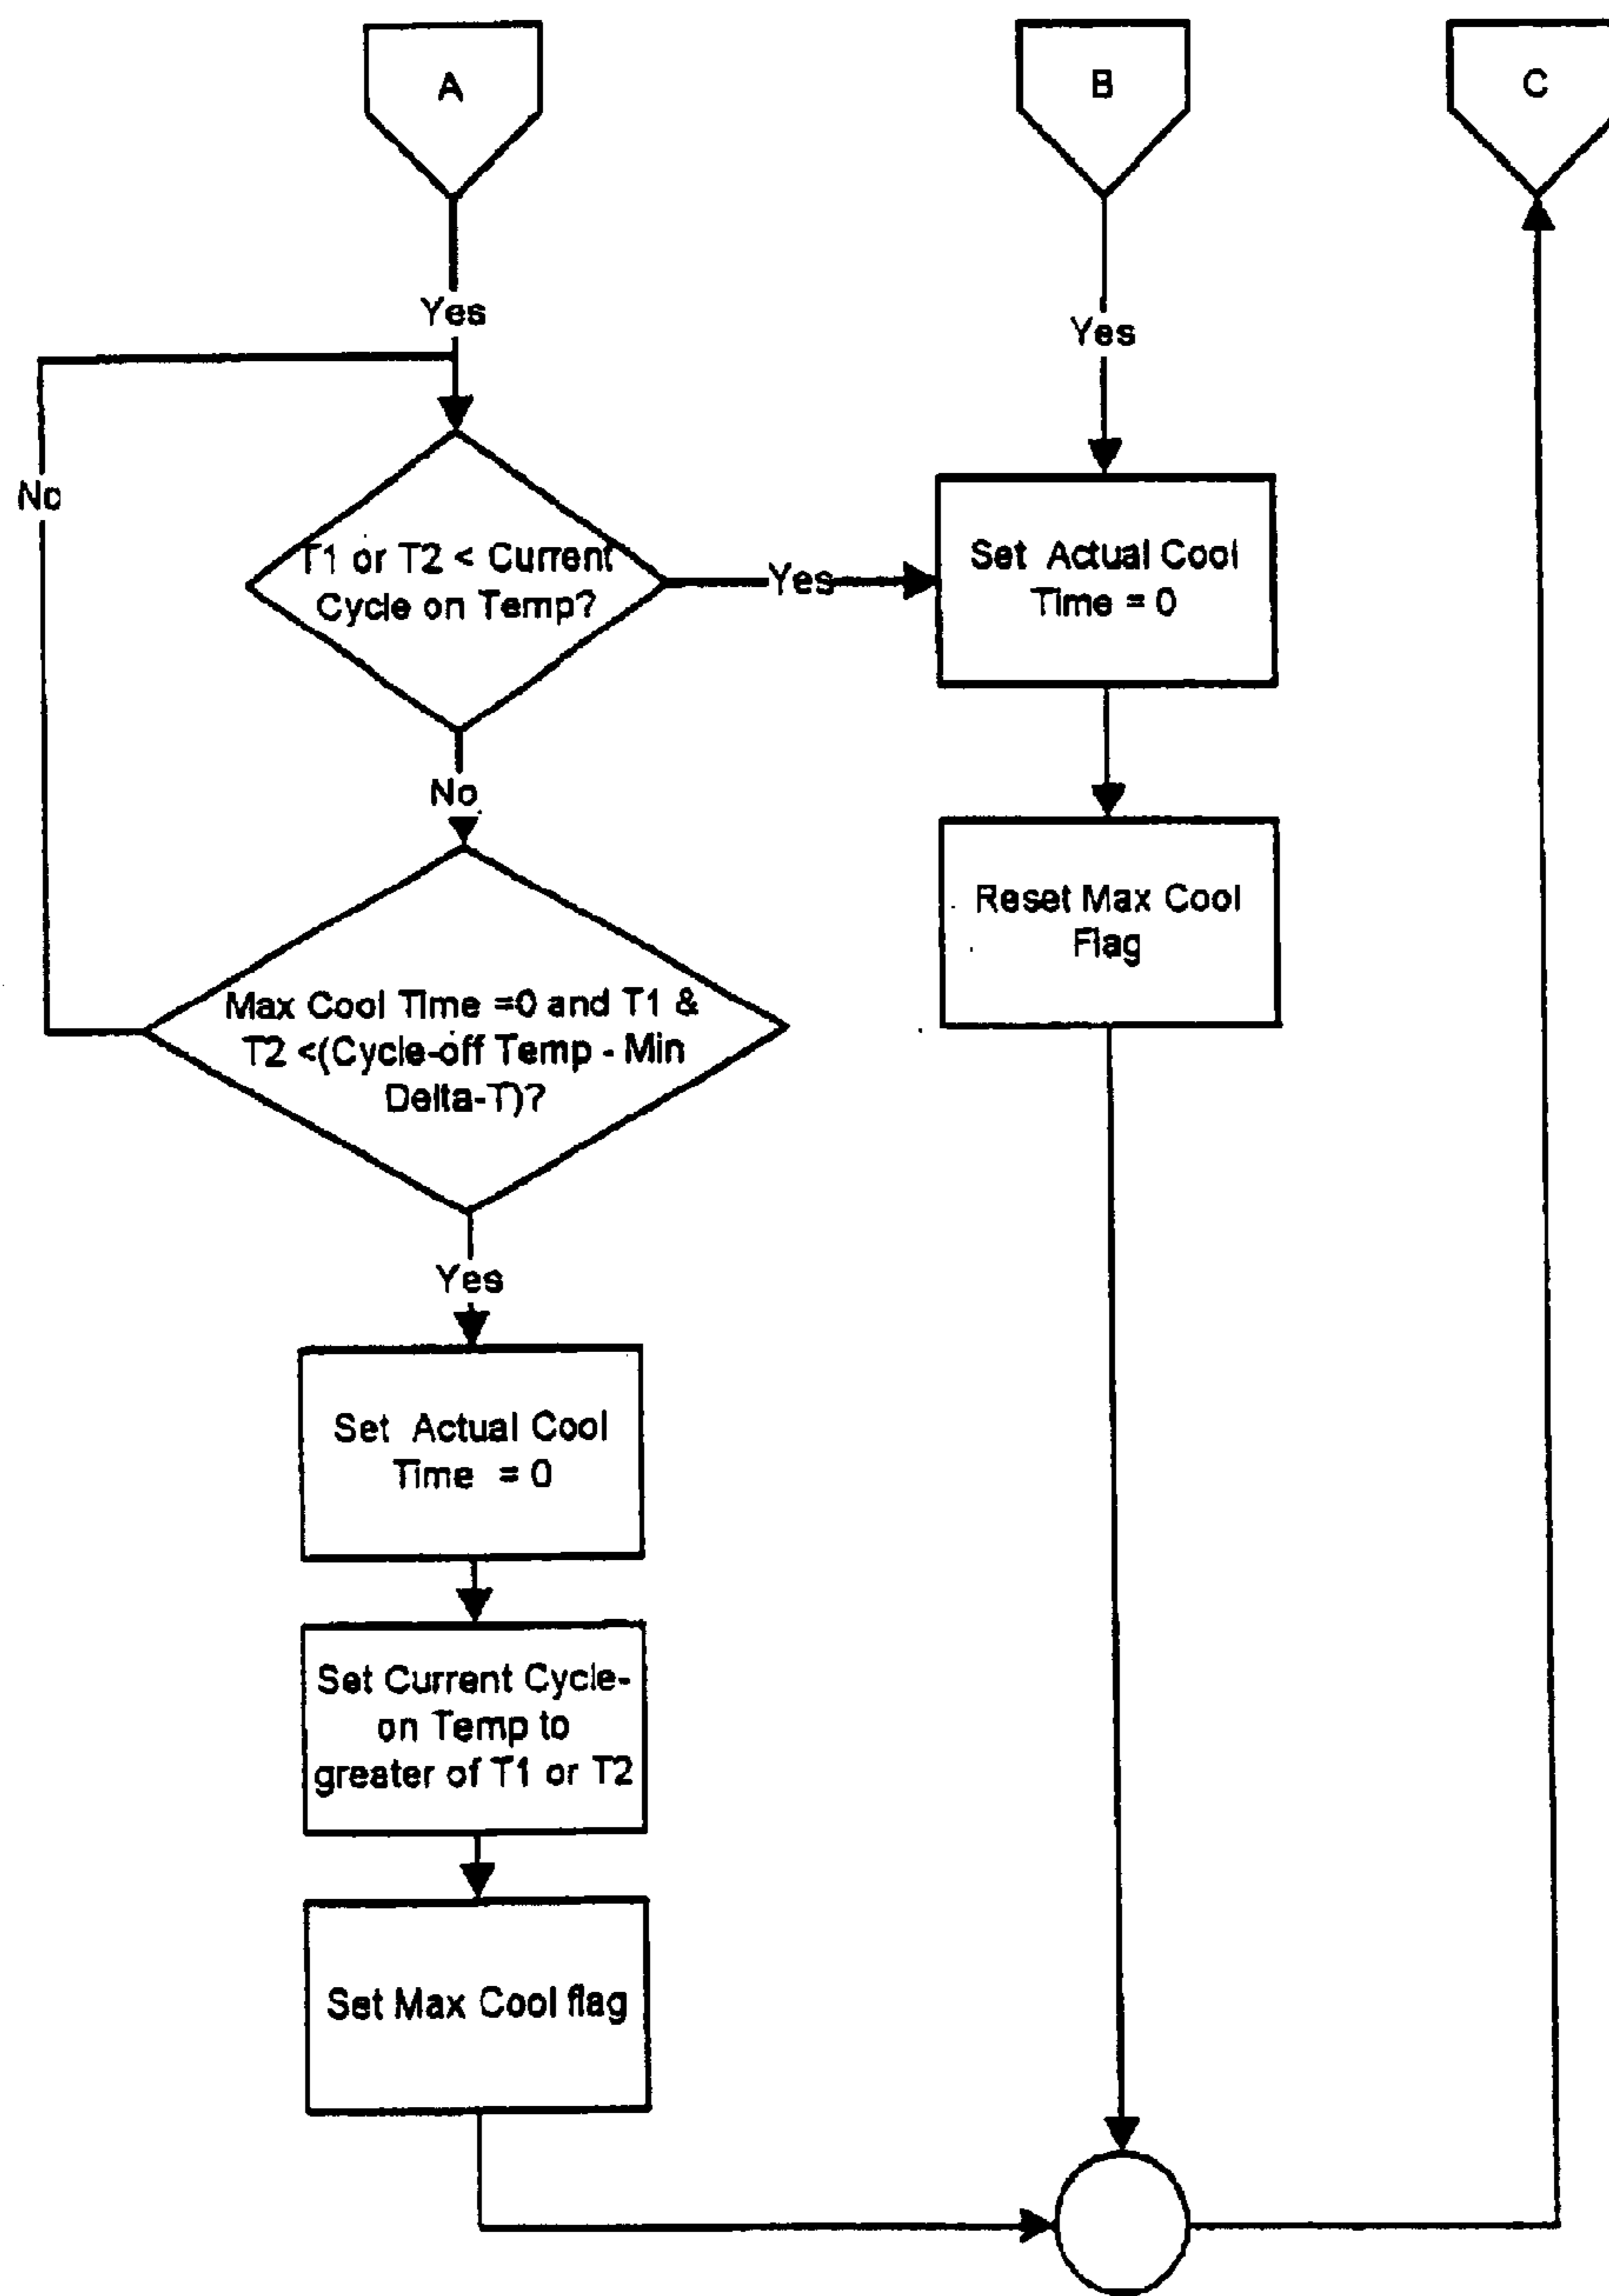 A
B
C
Yes
Yes
No
T1 or T2 < Current
Cycle on Temp?
Yes
Set Actual Cool
Time = 0
No
Reset Max Cool
Flag
Max Cool Time =0 and T1 &
T2 <(Cycle-off Temp - Min
Delta-T)?
Yes
Set Actual Cool
Time = 0
Set Current Cycle-
on Temp to
greater of T1 or T2
Set Max Cool flag